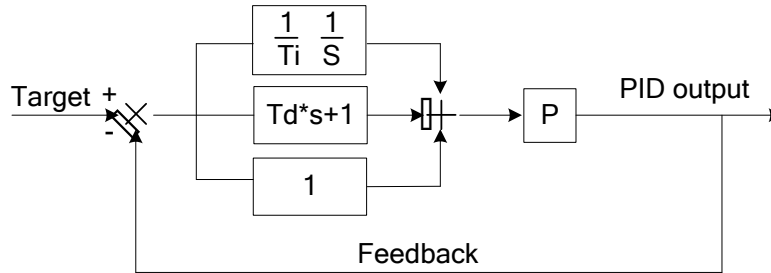 1 1
Ti S
Target +
-
Td*s+1
P
PID output
1
Feedback